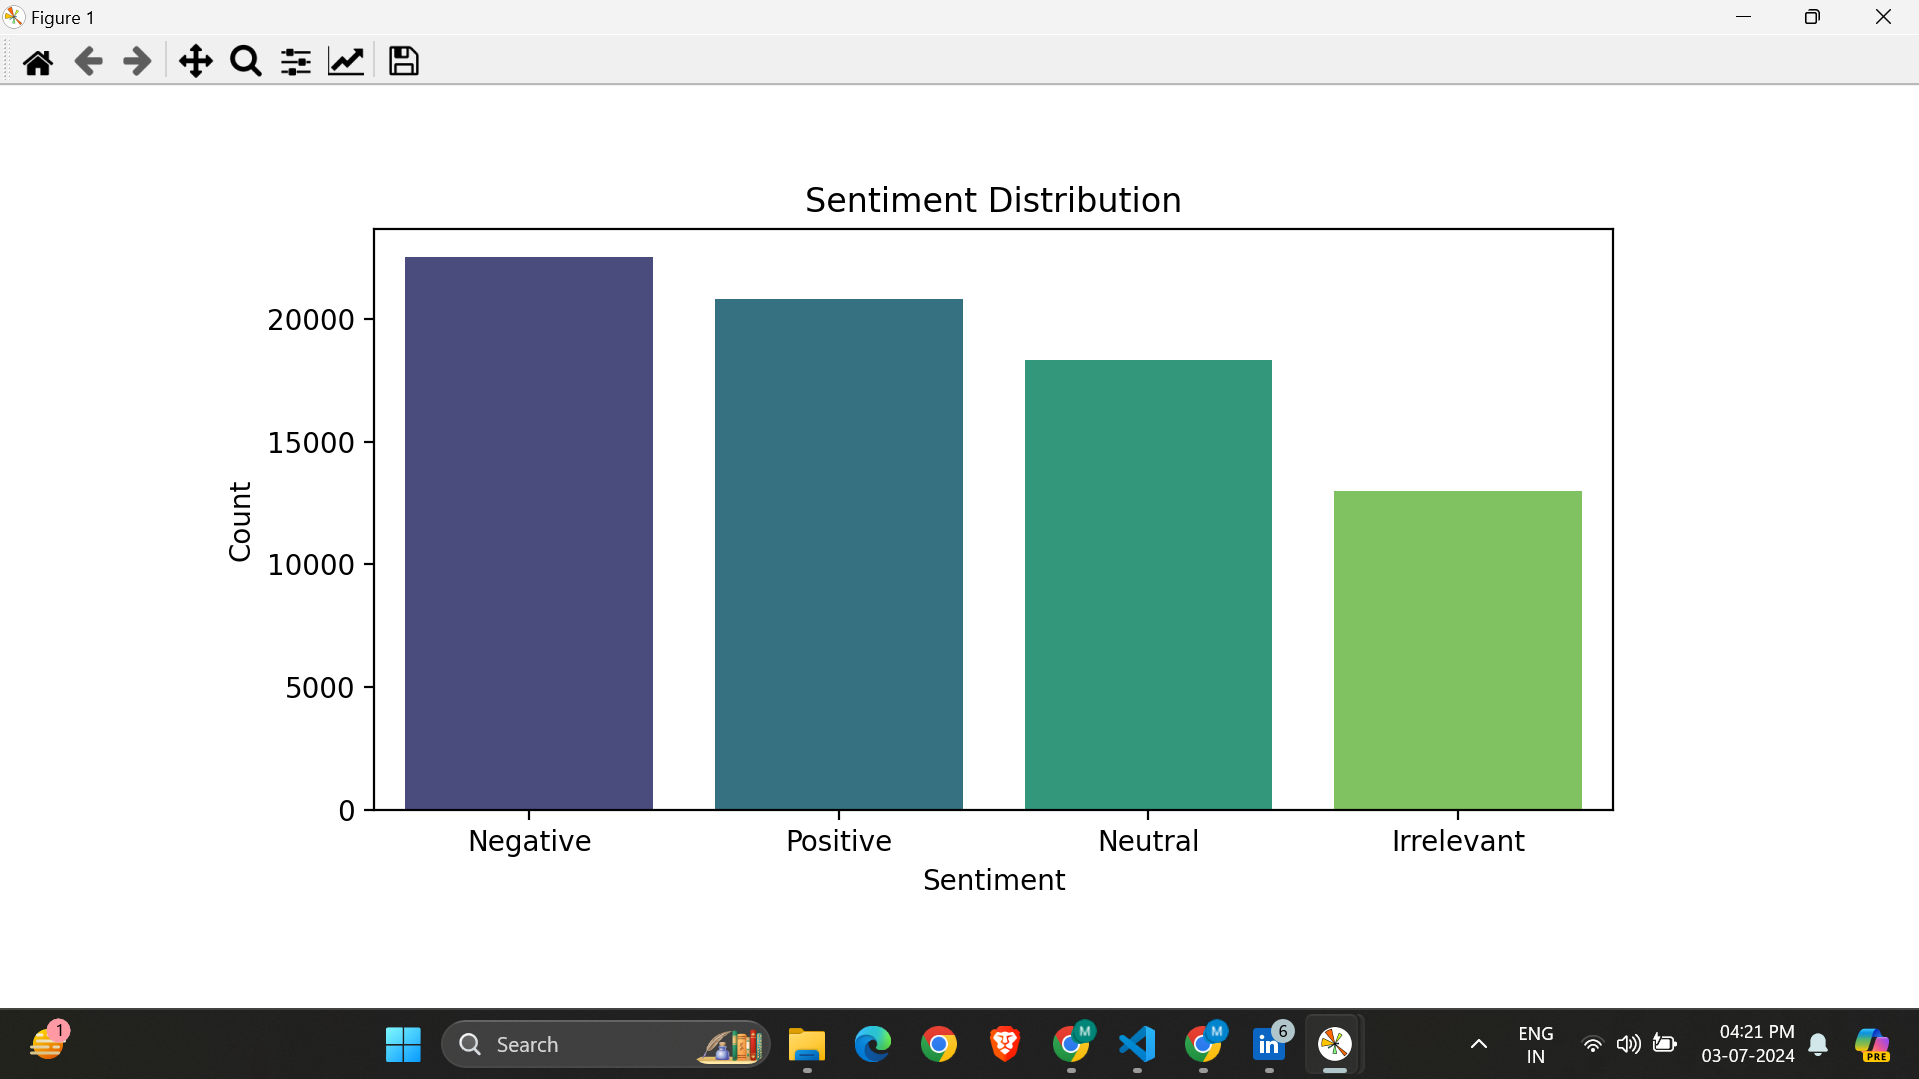 Figure 1
Sentiment Distribution
20000
15000
10000
5000
0
Count
Negative Positive Neutral Irrelevant
Sentiment
1
Search
M
M
6
in
ENG
IN
04:21 PM
03-07-2024
PRE